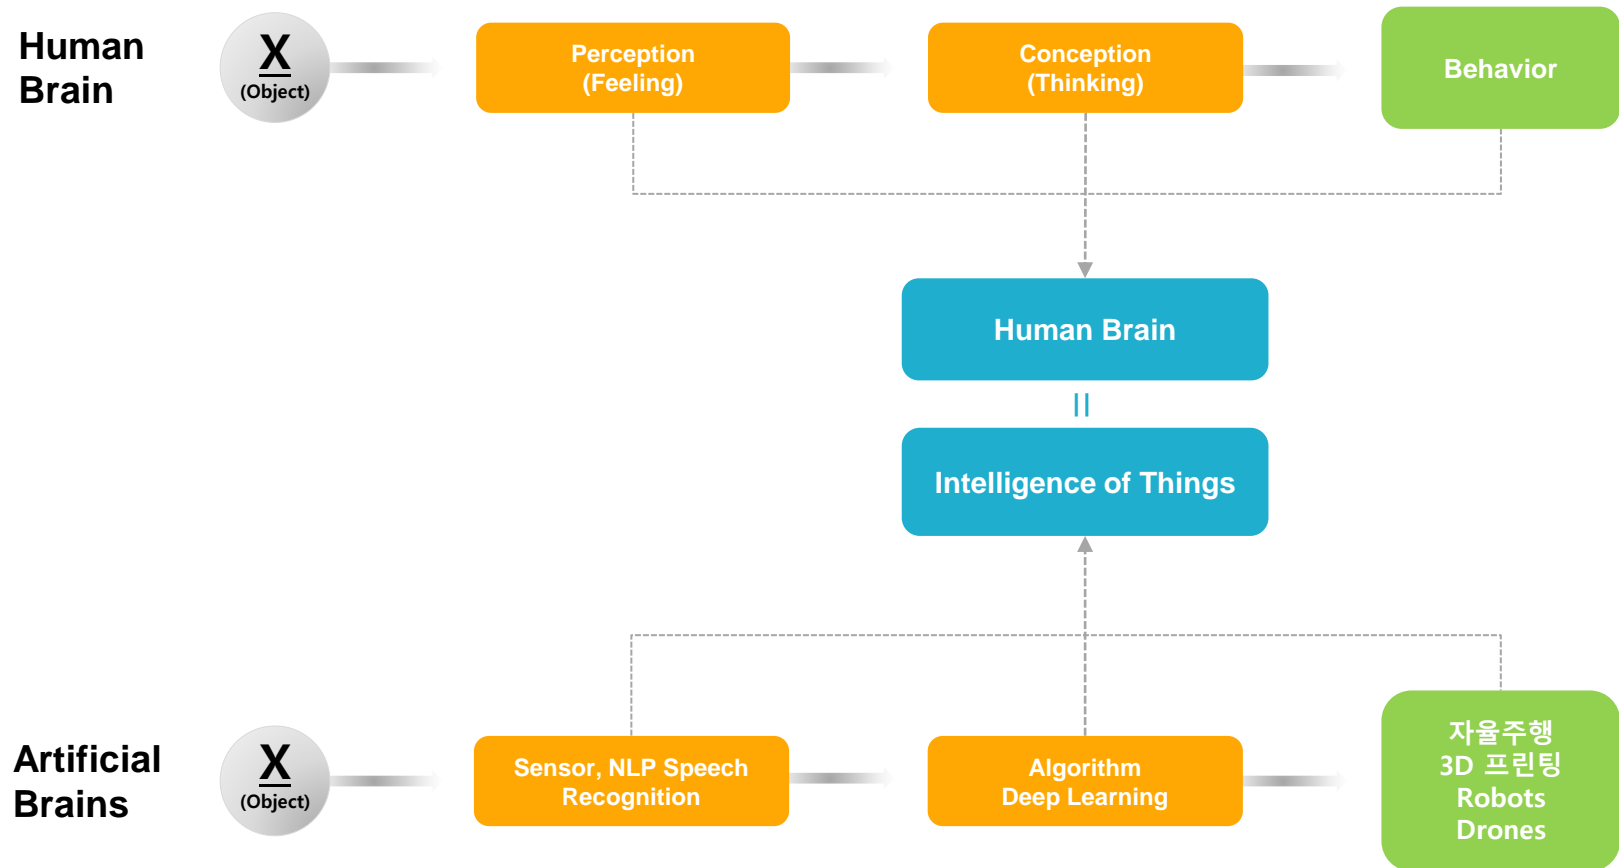 Human
Brain
X
(Object)
Perception
(Feeling)
Conception
(Thinking)
Behavior
Human Brain
=
Intelligence of Things
Artificial
Brains
X
(Object)
Sensor, NLP Speech
Recognition
Algorithm
Deep Learning
자율주행
3D 프린팅
Robots
Drones